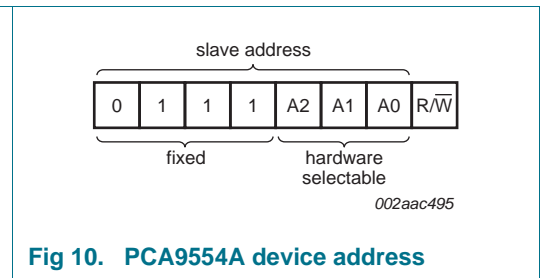 slave address
0 1 1 1 A2 A1 A0 R/W̅
fixed
hardware
selectable
002aac495
Fig 10. PCA9554A device address